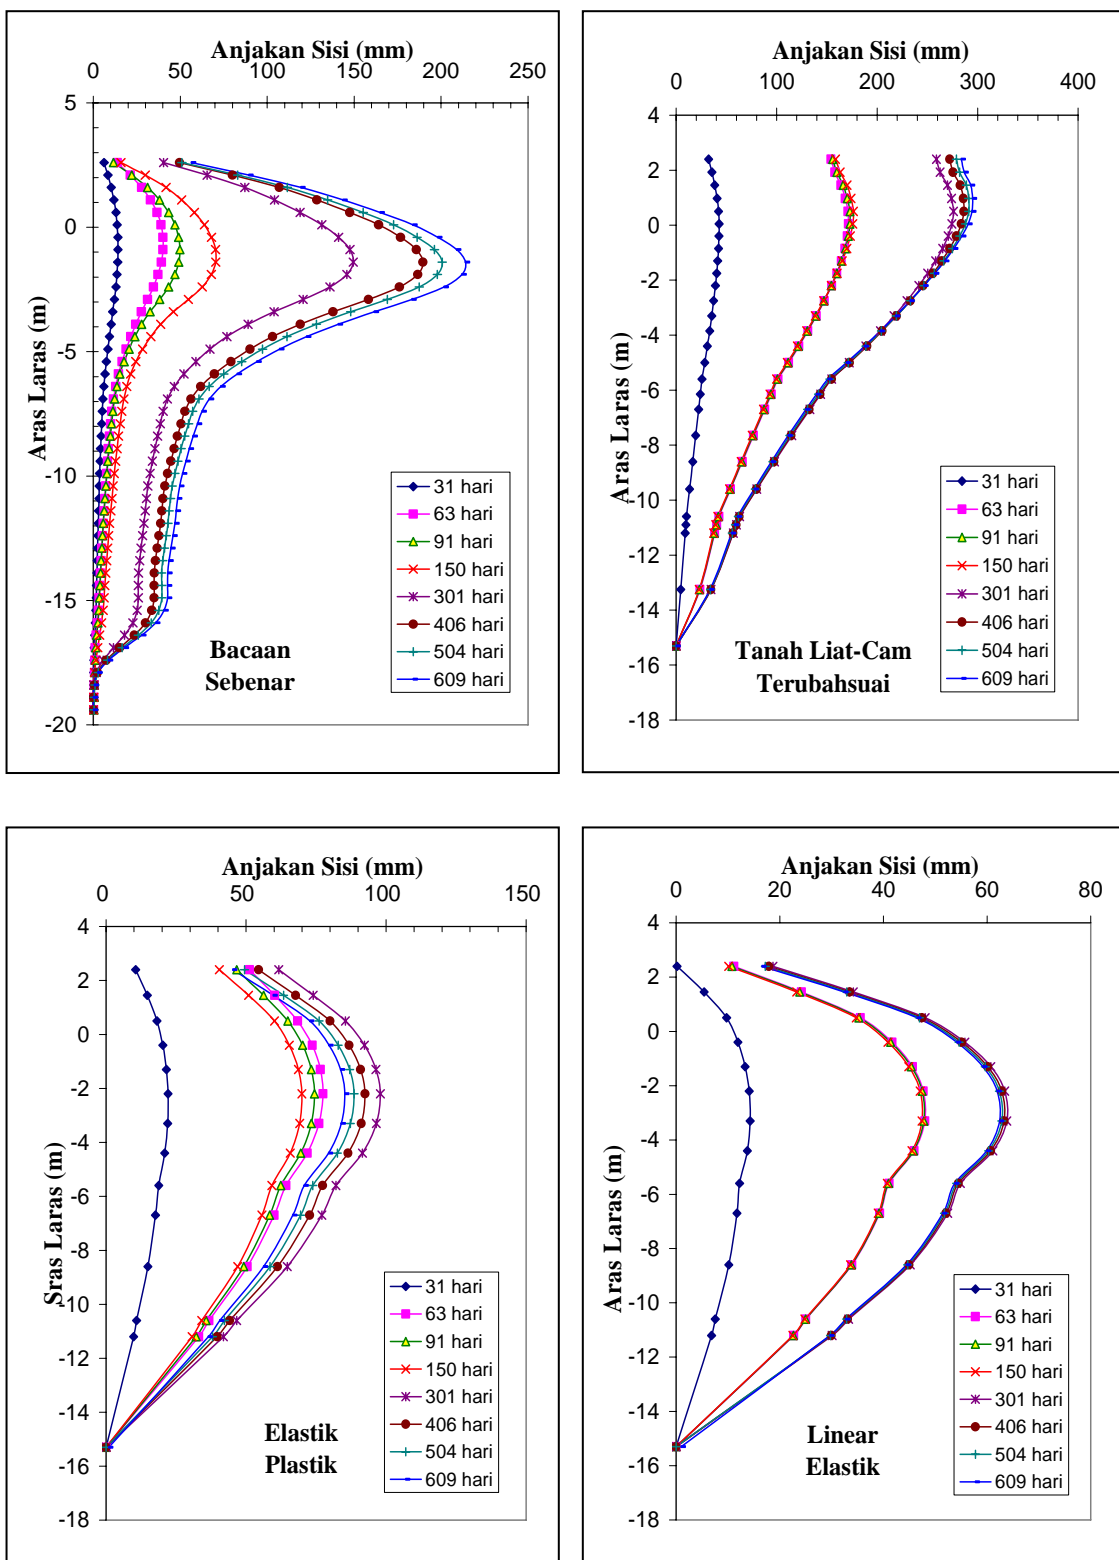 Anjakan Sisi (mm)
0 50 100 150 200 250
5
0
-5
-10
-15
-20
Aras Laras (m)
31 hari
63 hari
91 hari
150 hari
301 hari
406 hari
504 hari
609 hari
Bacaan
Sebenar
Anjakan Sisi (mm)
0 100 200 300 400
4
2
0
-2
-4
-6
-8
-10
-12
-14
-16
-18
Aras Laras (m)
31 hari
63 hari
91 hari
150 hari
301 hari
406 hari
504 hari
609 hari
Tanah Liat-Cam
Terubahsuai
Anjakan Sisi (mm)
0 50 100 150
4
2
0
-2
-4
-6
-8
-10
-12
-14
-16
-18
Sras Laras (m)
31 hari
63 hari
91 hari
150 hari
301 hari
406 hari
504 hari
609 hari
Elastik
Plastik
Anjakan Sisi (mm)
0 20 40 60 80
4
2
0
-2
-4
-6
-8
-10
-12
-14
-16
-18
Aras Laras (m)
31 hari
63 hari
91 hari
150 hari
301 hari
406 hari
504 hari
609 hari
Linear
Elastik